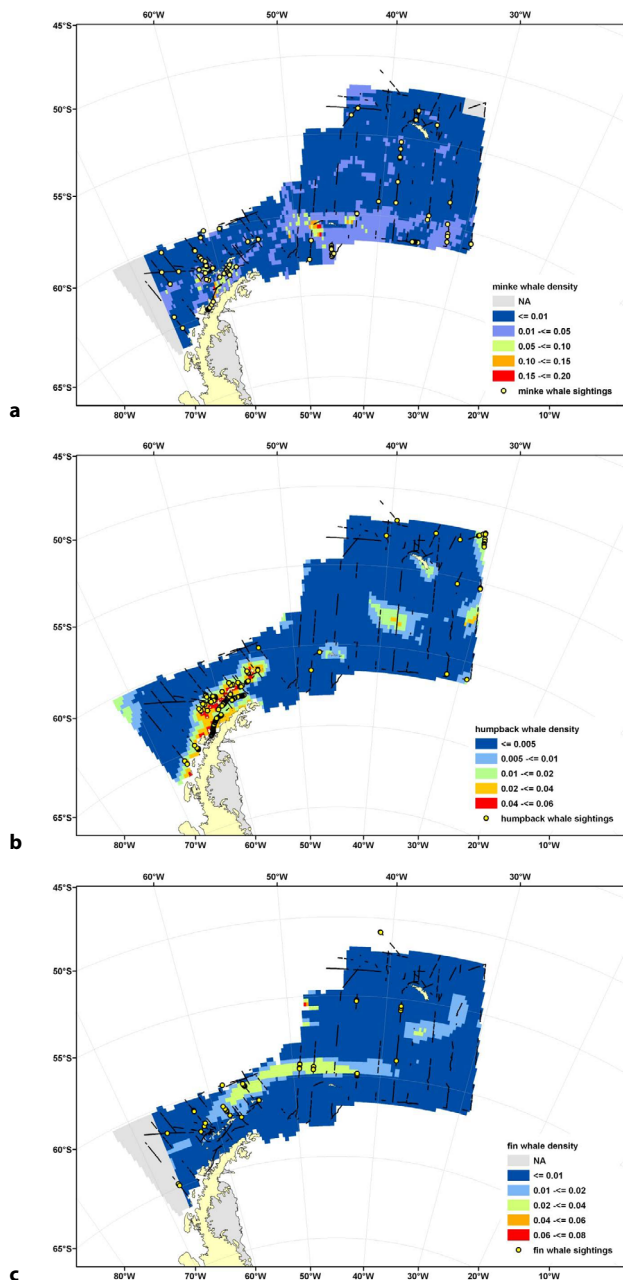 60°W 50°W 40°W 30°W
45°S
50°S
55°S
60°S
65°S
minke whale density
NA
<= 0.01
0.01 -<= 0.05
0.05 -<= 0.10
0.10 -<= 0.15
0.15 -<= 0.20
minke whale sightings
80°W 70°W 60°W 50°W 40°W 30°W 20°W 10°W
a
60°W 50°W 40°W 30°W
45°S
50°S
55°S
60°S
65°S
humpback whale density
<= 0.005
0.005 -<= 0.01
0.01 -<= 0.02
0.02 -<= 0.04
0.04 -<= 0.06
humpback whale sightings
80°W 70°W 60°W 50°W 40°W 30°W 20°W 10°W
b
60°W 50°W 40°W 30°W
45°S
50°S
55°S
60°S
65°S
fin whale density
NA
<= 0.01
0.01 -<= 0.02
0.02 -<= 0.04
0.04 -<= 0.06
0.06 -<= 0.08
fin whale sightings
80°W 70°W 60°W 50°W 40°W 30°W 20°W 10°W
c